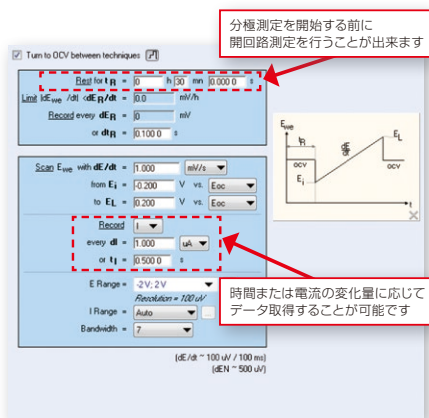 分極測定を開始する前に
開回路測定を行うことが出来ます
Turn to OCV between techniques
Rest for tR = 0 h 30 mn 0.000 0 s
Limit |dEwe /dt| < dER/dt = 0.0 mV/h
Record every dER = 0 mV
or dtR = 0.100 0 s
Scan Ewe with dE/dt = 1.000 mV/s
from Ei = -0.200 V vs. Eoc
to EL = 0.200 V vs. Eoc
Record I
every dI = 1.000 uA
or tI = 0.500 0 s
E Range = -2 V; 2 V
Resolution = 100 uV
I Range = Auto
Bandwidth = 7
(dE/dt ~ 100 uV / 100 ms)
(dEN ~ 500 uV)
Ewe
tR
dE
dt
EL
ocv
ocv
Ei
t
時間または電流の変化量に応じて
データ取得することが可能です